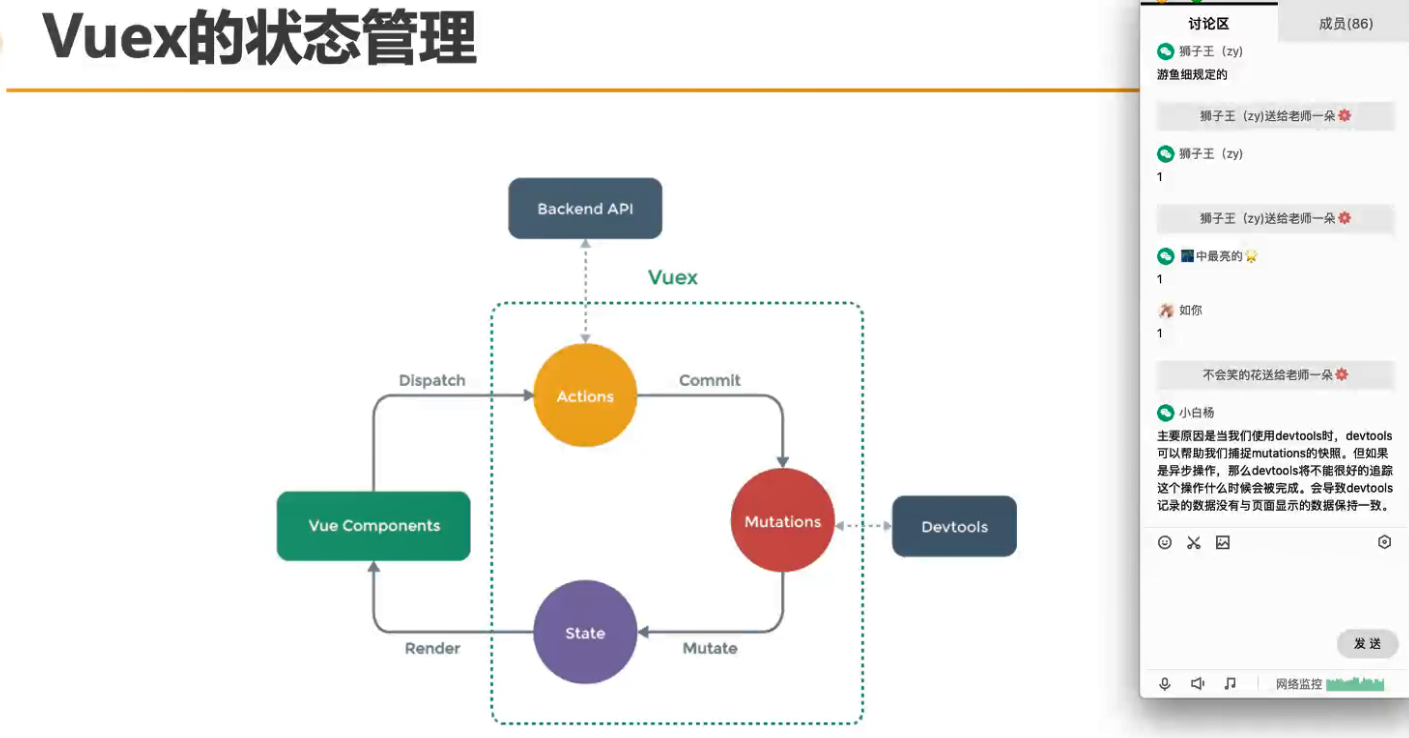 Vuex的状态管理
Backend API
Vuex
Dispatch
Actions
Commit
Vue Components
Mutations
Devtools
State
Render
Mutate
讨论区
成员(86)
狮子王（zy）
游鱼细规定的
狮子王（zy)送给老师一朵
狮子王（zy）
1
狮子王（zy)送给老师一朵
中最亮的
1
如你
1
不会笑的花送给老师一朵
小白杨
主要原因是当我们使用devtools时，devtools
可以帮助我们捕捉mutations的快照。但如果
是异步操作，那么devtools将不能很好的追踪
这个操作什么时候会被完成。会导致devtools
记录的数据没有与页面显示的数据保持一致。
发 送
网络监控